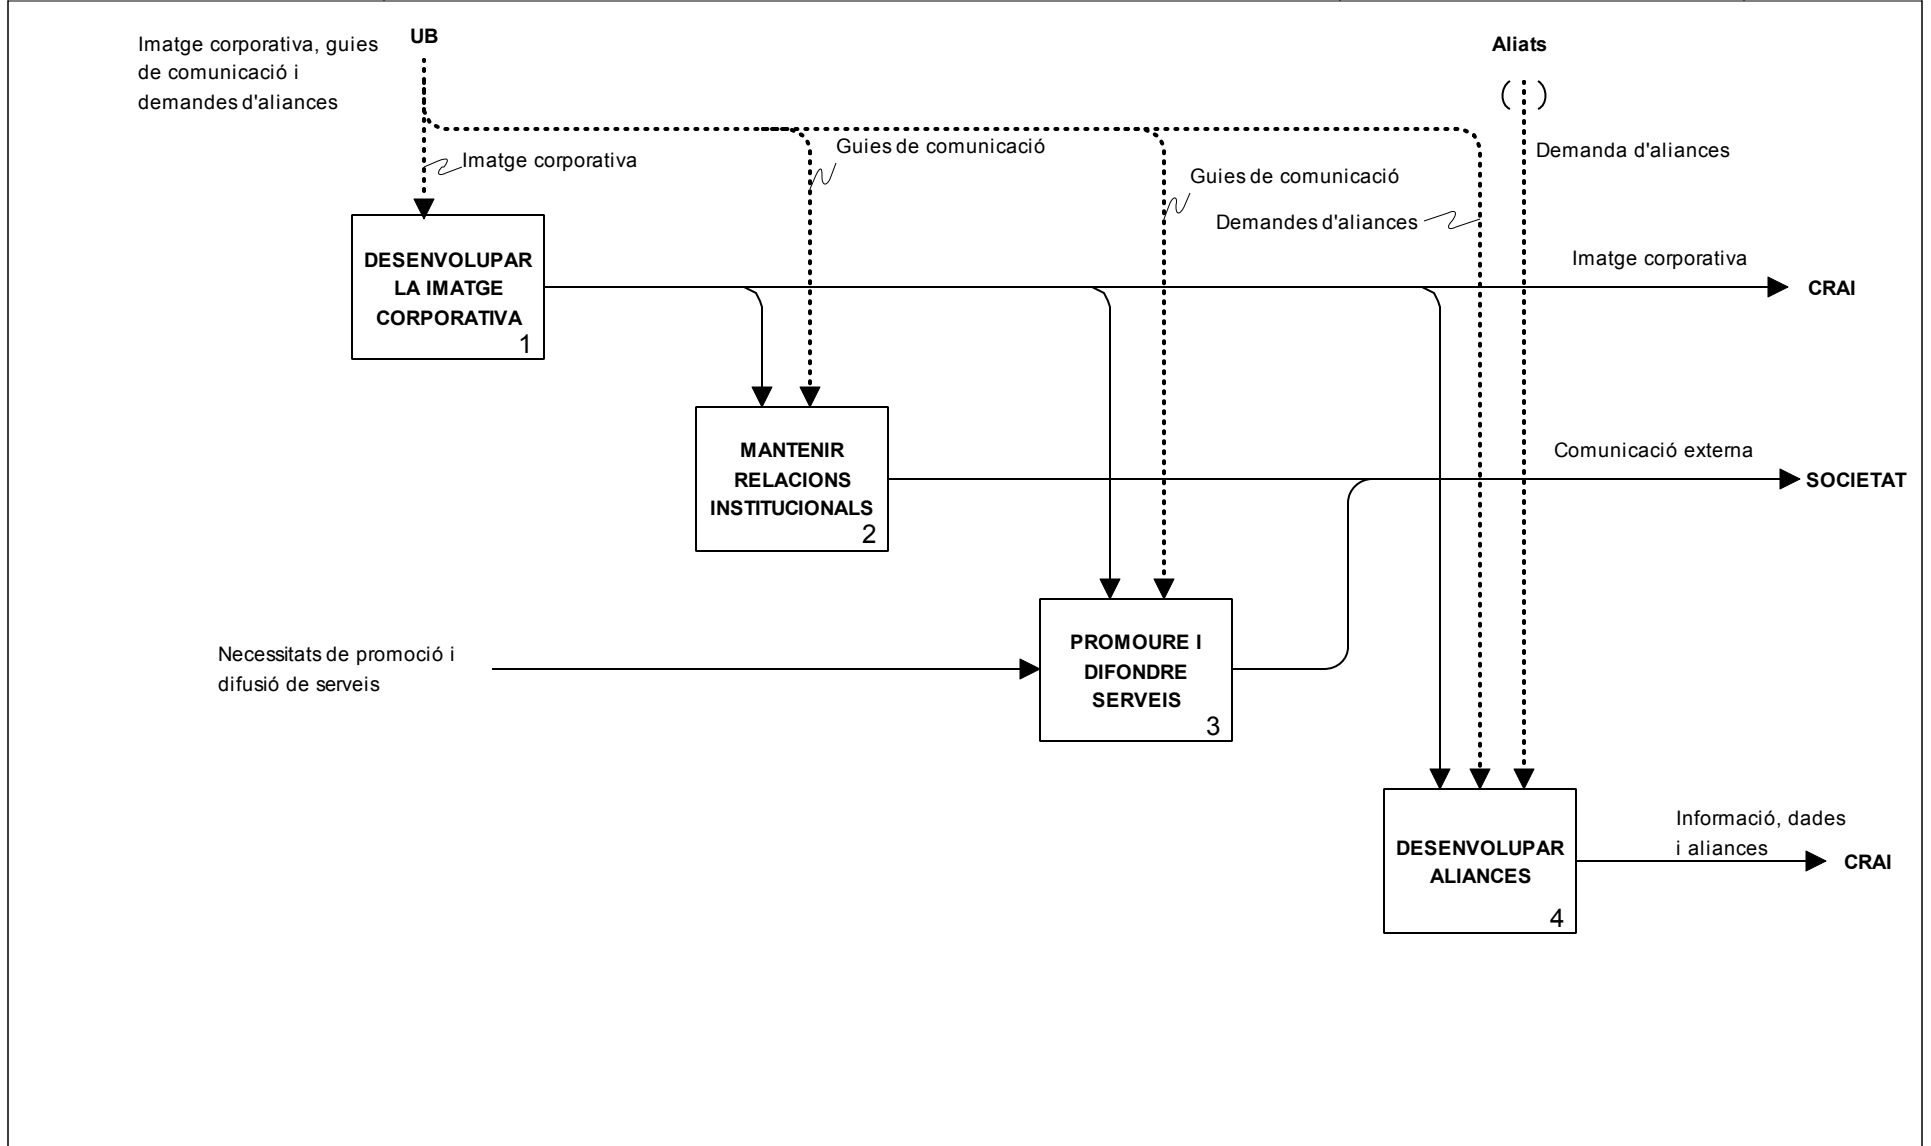 Imatge corporativa, guies
de comunicació i
demandes d'aliances
UB
Aliats
( )
Imatge corporativa
Guies de comunicació
Guies de comunicació
Demandes d'aliances
Demanda d'aliances
DESENVOLUPAR
LA IMATGE
CORPORATIVA
1
Imatge corporativa
CRAI
MANTENIR
RELACIONS
INSTITUCIONALS
2
Comunicació externa
SOCIETAT
Necessitats de promoció i
difusió de serveis
PROMOURE I
DIFONDRE
SERVEIS
3
DESENVOLUPAR
ALIANCES
4
Informació, dades
i aliances
CRAI